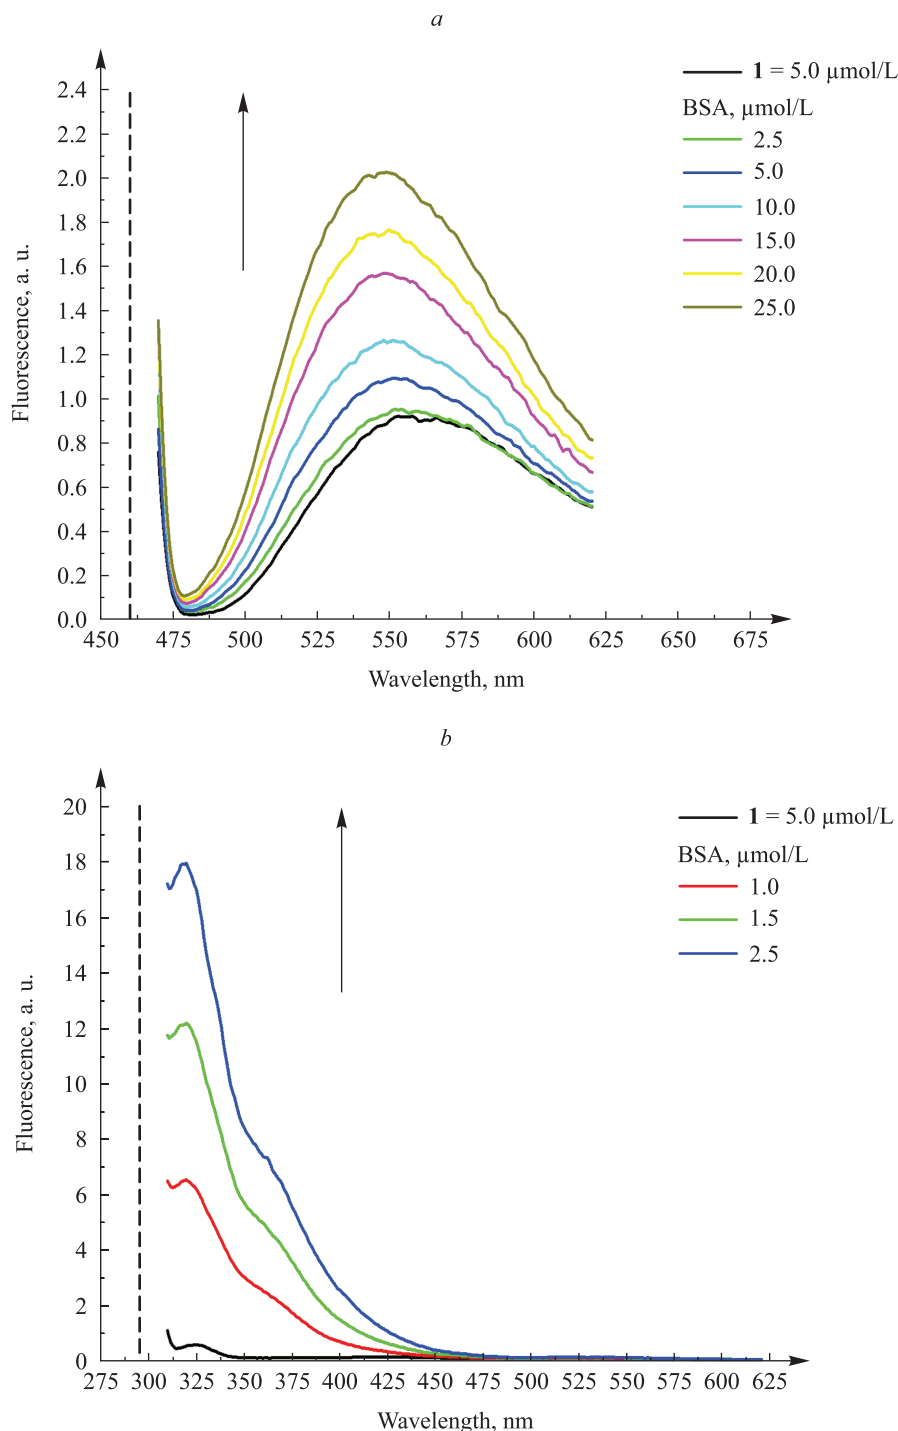 a
1 = 5.0 µmol/L
BSA, µmol/L
2.5
5.0
10.0
15.0
20.0
25.0
Fluorescence, a. u.
2.4
2.2
2.0
1.8
1.6
1.4
1.2
1.0
0.8
0.6
0.4
0.2
0.0
450 475 500 525 550 575 600 625 650 675
Wavelength, nm
b
1 = 5.0 µmol/L
BSA, µmol/L
1.0
1.5
2.5
Fluorescence, a. u.
20
18
16
14
12
10
8
6
4
2
0
275 300 325 350 375 400 425 450 475 500 525 550 575 600 625
Wavelength, nm